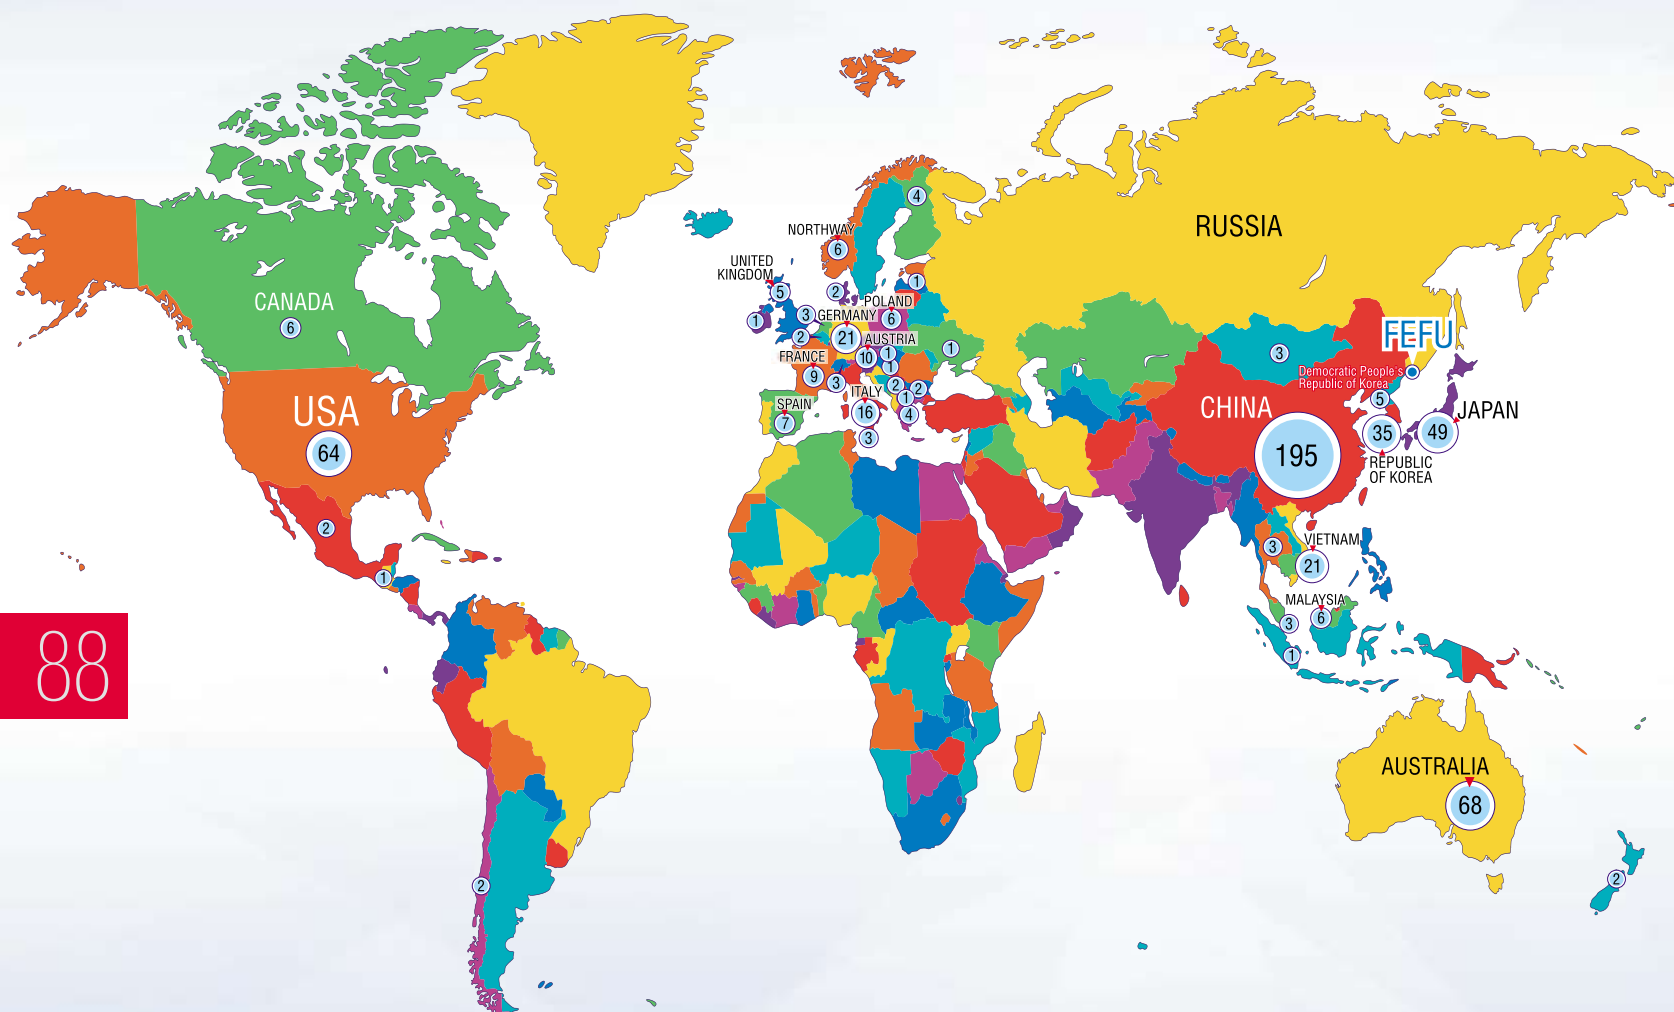 4
NORTHWAY
6
RUSSIA
UNITED
KINGDOM
5
2
1
POLAND
6
CANADA
6
1
3
GERMANY
21
2
AUSTRIA
10
1
1
1
FRANCE
9
3
2
2
1
4
ITALY
16
3
SPAIN
7
FEFU
3
Democratic People's
Republic of Korea
5
USA
64
CHINA
195
35
REPUBLIC
OF KOREA
49
JAPAN
2
1
3
VIETNAM
21
MALAYSIA
6
3
1
88
AUSTRALIA
68
2
2